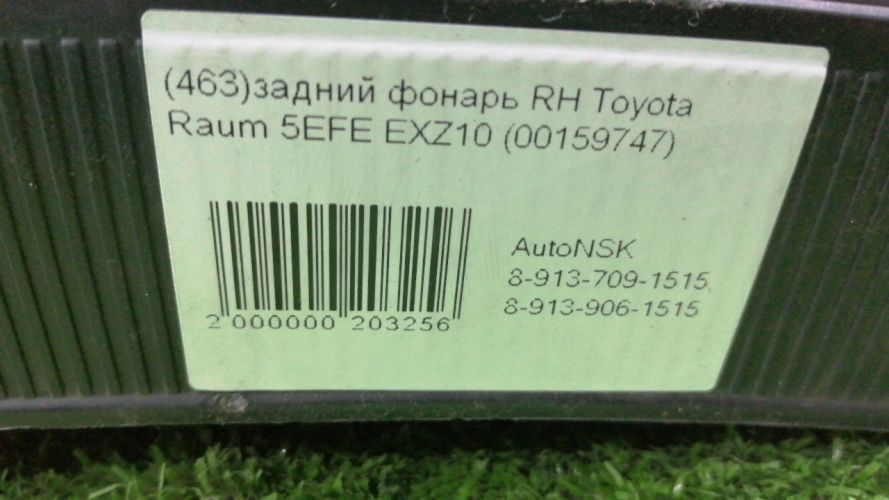 (463)задний фонарь RH Toyota
Raum 5EFE EXZ10 (00159747)
AutoNSK
8-913-709-1515,
8-913-906-1515
2 000000 203256